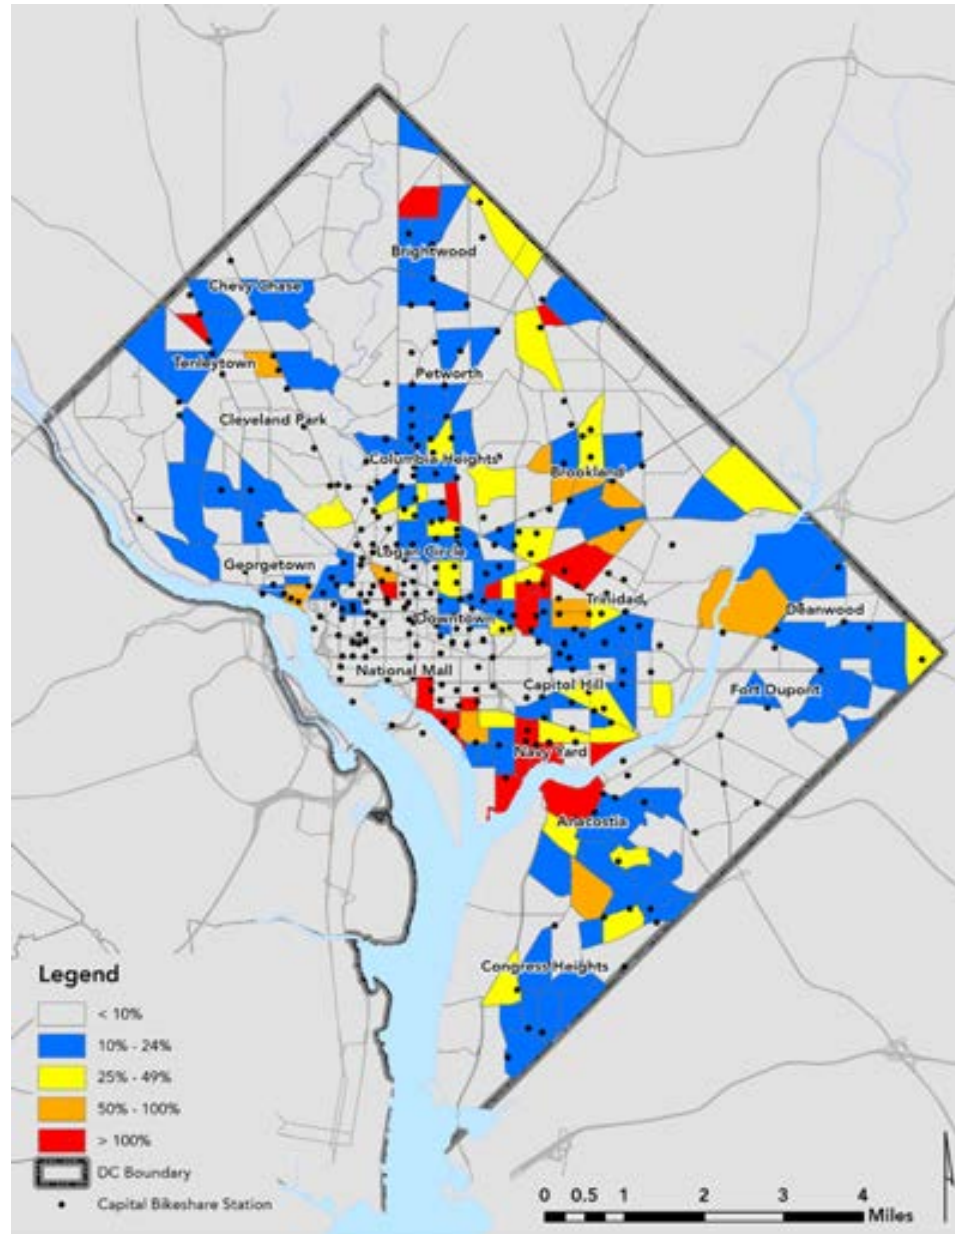 Brightwood
Chevy Chase
Tenleytown
Petworth
Cleveland Park
Columbia Heights
Brookland
Logan Circle
Georgetown
Trinidad
Deanwood
Downtown
National Mall
Capitol Hill
Fort Dupont
Navy Yard
Anacostia
Congress Heights
Legend
< 10%
10% - 24%
25% - 49%
50% - 100%
> 100%
DC Boundary
Capital Bikeshare Station
0 0.5 1 2 3 4
Miles